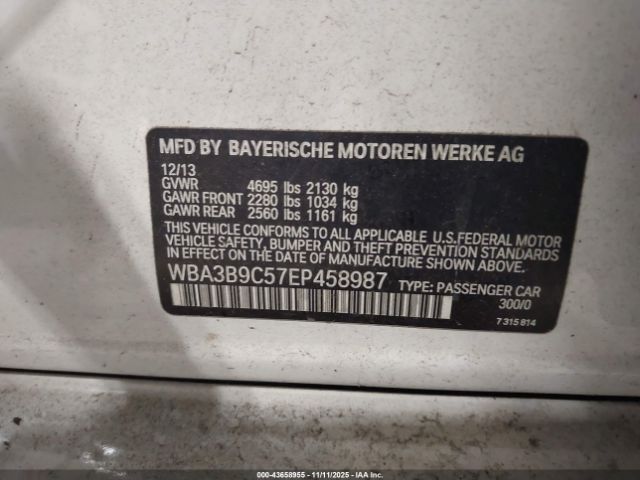 MFD BY BAYERISCHE MOTOREN WERKE AG
12/13
GVWR 4695 lbs 2130 kg
GAWR FRONT 2280 lbs 1034 kg
GAWR REAR 2560 lbs 1161 kg
THIS VEHICLE CONFORMS TO ALL APPLICABLE U.S.FEDERAL MOTOR
VEHICLE SAFETY, BUMPER AND THEFT PREVENTION STANDARDS
IN EFFECT ON THE DATE OF MANUFACTURE SHOWN ABOVE.
WBA3B9C57EP458987 TYPE: PASSENGER CAR
300/0
7 315 814
000-43658955 - 11/11/2025 - IAA Inc.